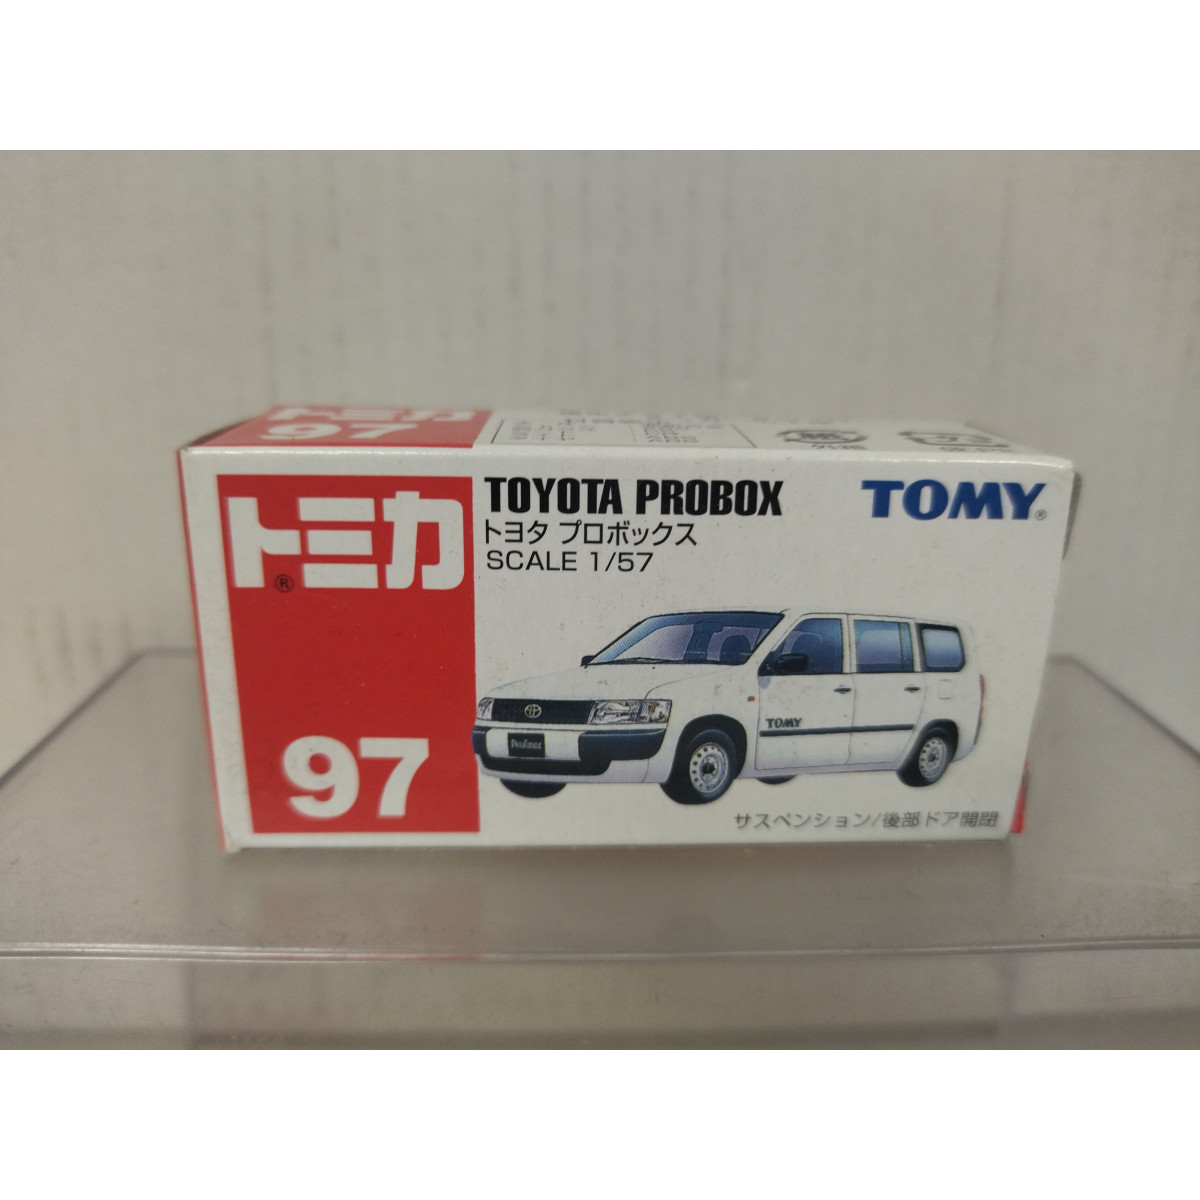 トミカ
97
トミカ®
97
TOYOTA PROBOX
トヨタ プロボックス
SCALE 1/57
TOMY®
Probox
TOMY
サスペンション/後部ドア開閉